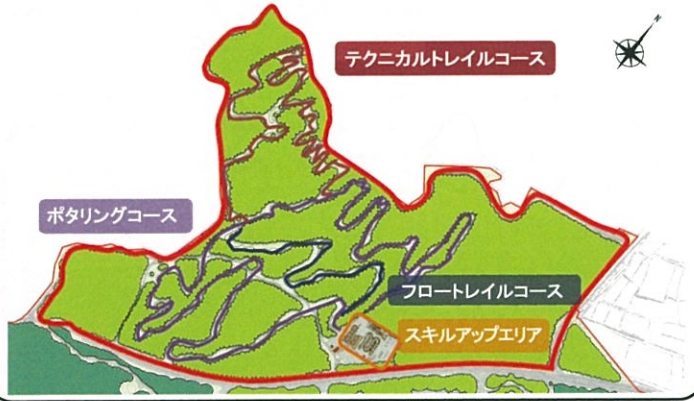 N
テクニカルトレイルコース
ポタリングコース
フロートレイルコース
スキルアップエリア